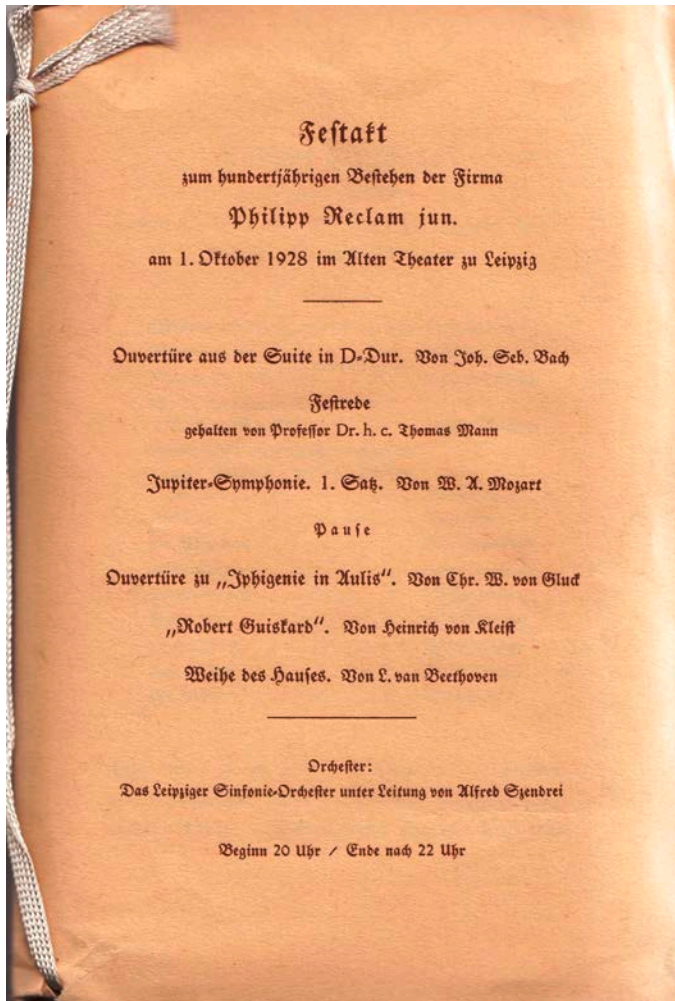 Festakt
zum hundertjährigen Bestehen der Firma
Philipp Reclam jun.
am 1. Oktober 1928 im Alten Theater zu Leipzig
Ouvertüre aus der Suite in D-Dur. Von Joh. Seb. Bach
Festrede
gehalten von Professor Dr. h. c. Thomas Mann
Jupiter-Symphonie. 1. Satz. Von W. A. Mozart
Pause
Ouvertüre zu „Iphigenie in Aulis“. Von Chr. W. von Gluck
„Robert Guiskard“. Von Heinrich von Kleist
Weihe des Hauses. Von L. van Beethoven
Orchester:
Das Leipziger Sinfonie-Orchester unter Leitung von Alfred Szendrei
Beginn 20 Uhr / Ende nach 22 Uhr